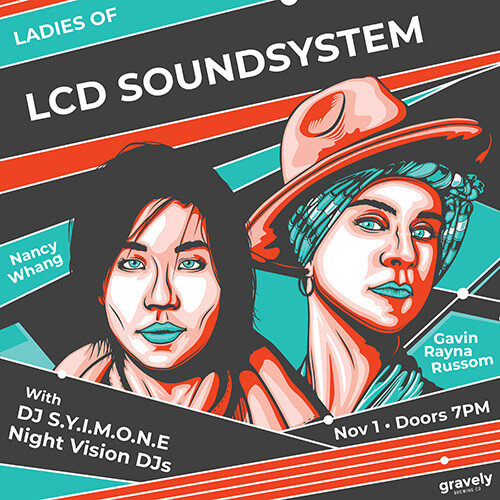 LADIES OF
LCD SOUNDSYSTEM
Nancy
Whang
Gavin
Rayna
Russom
With
DJ S.Y.I.M.O.N.E
Night Vision DJs
Nov 1 • Doors 7PM
gravely
BREWING CO.